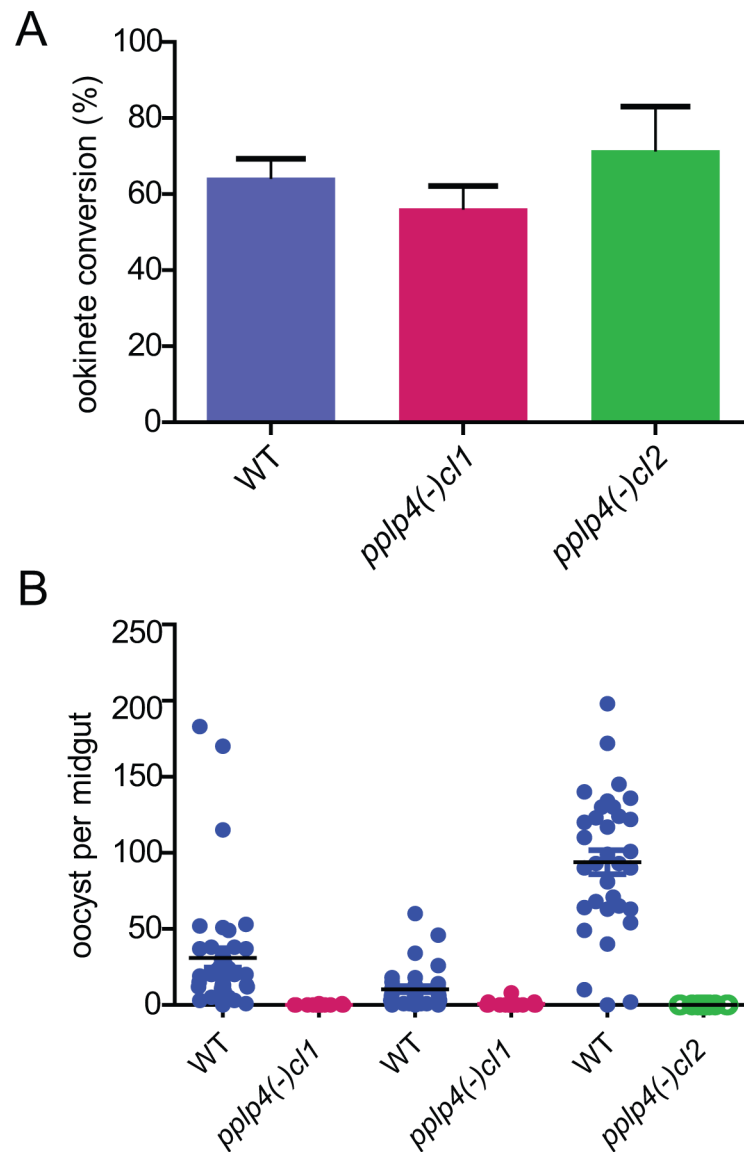 A
ookinete conversion (%)
100
80
60
40
20
0
WT
pplp4(-)cl1
pplp4(-)cl2
B
oocyst per midgut
250
200
150
100
50
0
WT
pplp4(-)cl1
WT
pplp4(-)cl1
WT
pplp4(-)cl2